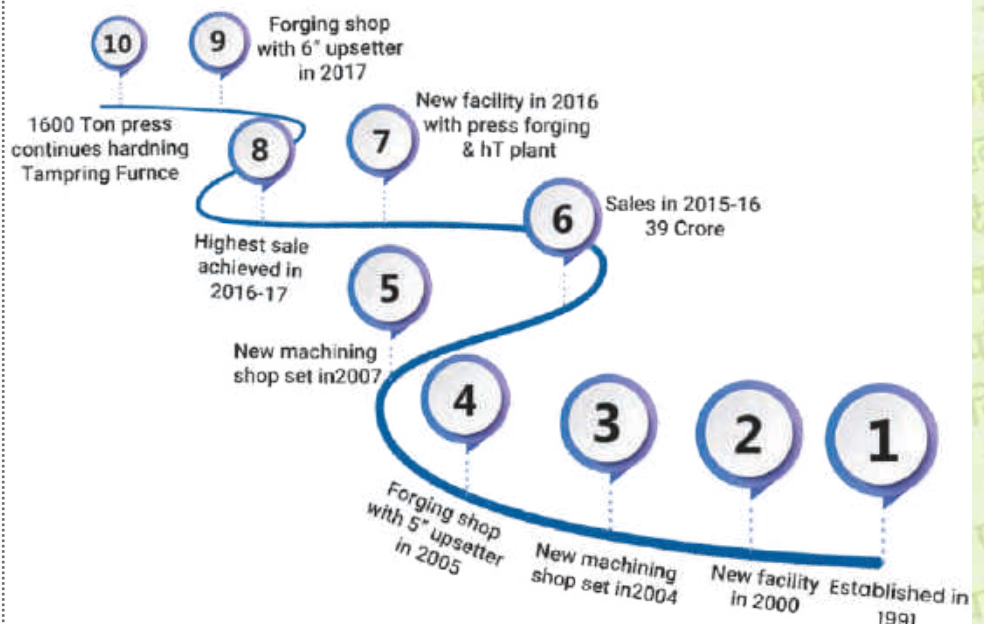 10
9
Forging shop
with 6" upsetter
in 2017
1600 Ton press
continues hardning
Tampring Furnce
8
7
New facility in 2016
with press forging
& hT plant
Highest sale
achieved in
2016-17
6
Sales in 2015-16
39 Crore
5
New machining
shop set in2007
4
Forging shop
with 5" upsetter
in 2005
3
New machining
shop set in2004
2
New facility
in 2000
1
Established in
1991